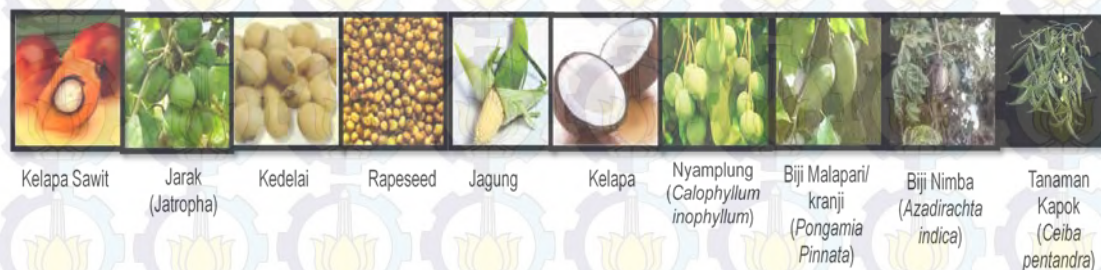 Kelapa Sawit
Jarak
(Jatropha)
Kedelai
Rapeseed
Jagung
Kelapa
Nyamplung
(Calophyllum
inophyllum)
Biji Malapari/
kranji
(Pongamia
Pinnata)
Biji Nimba
(Azadirachta
indica)
Tanaman
Kapok
(Ceiba
pentandra)